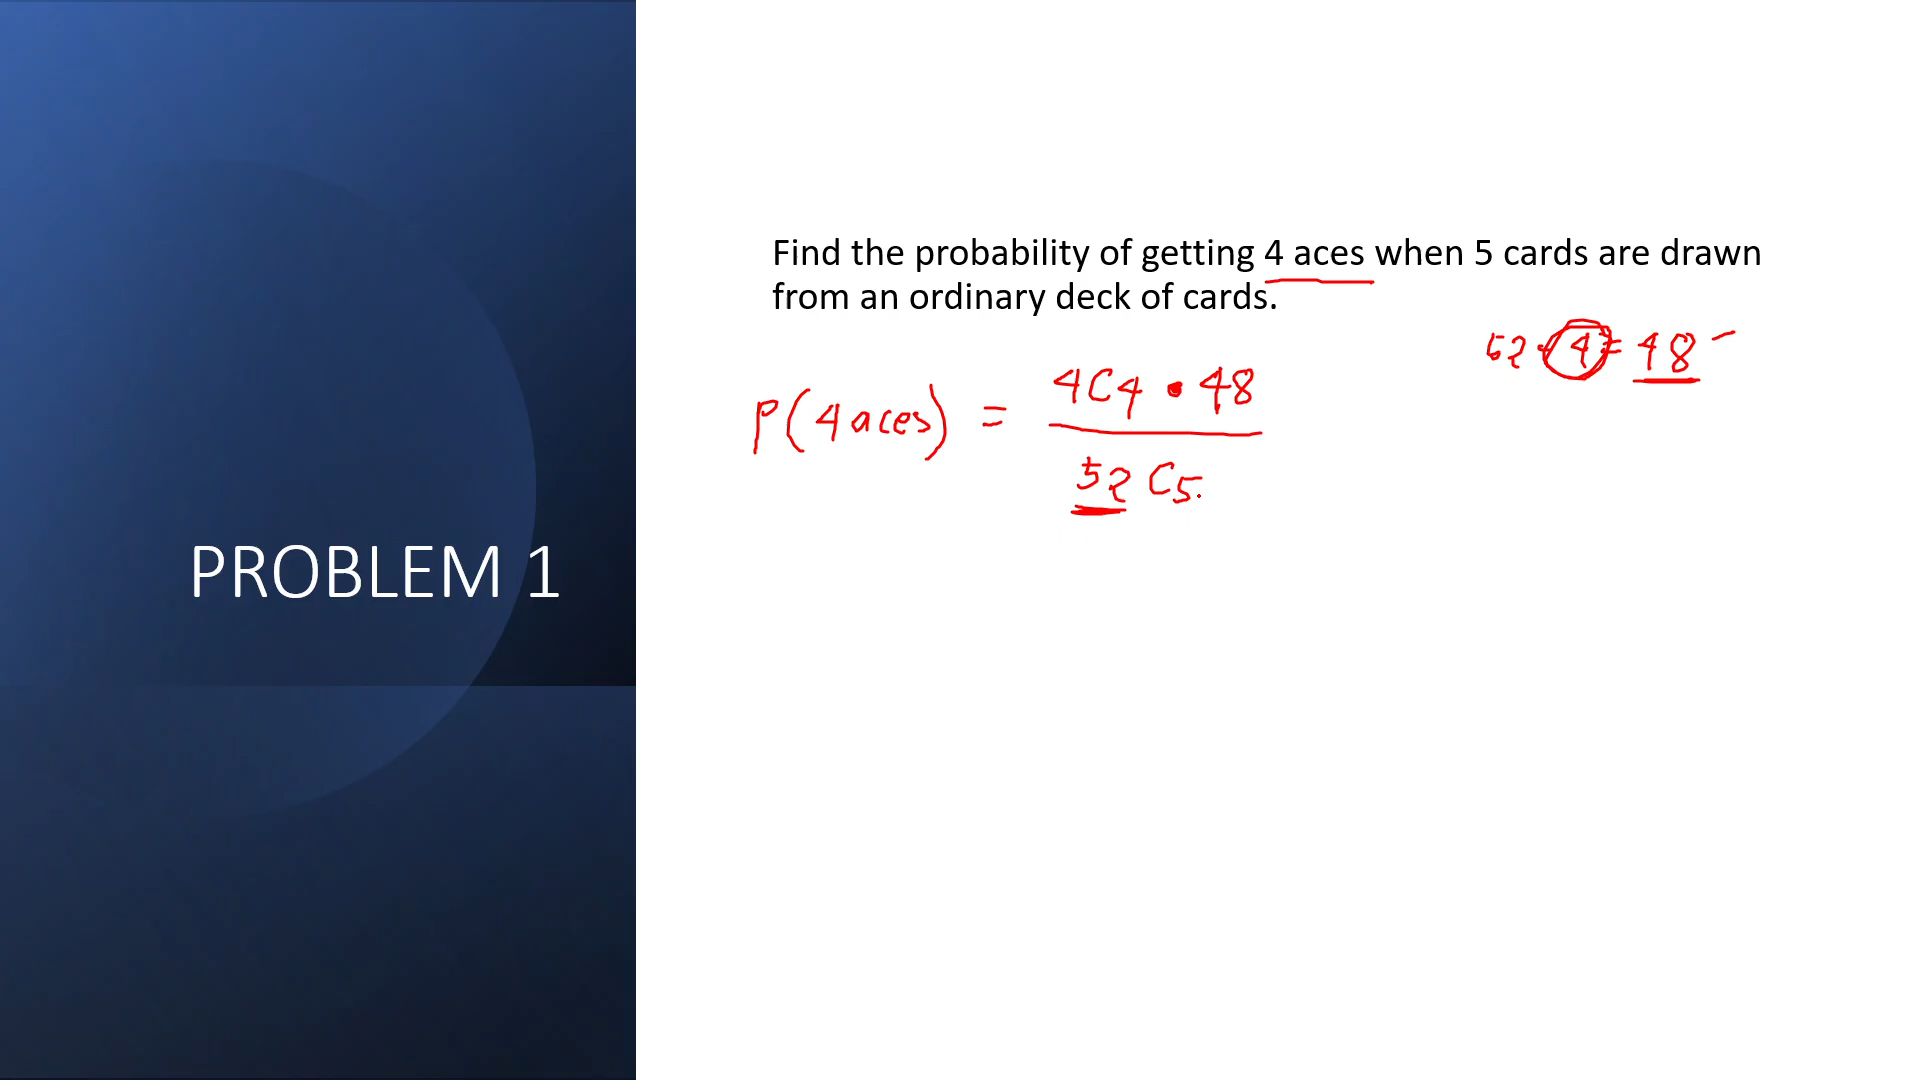 PROBLEM 1
Find the probability of getting 4 aces when 5 cards are drawn
from an ordinary deck of cards.
52 - 4 = 48
P(4 aces) = 4C4 • 48
52 C5